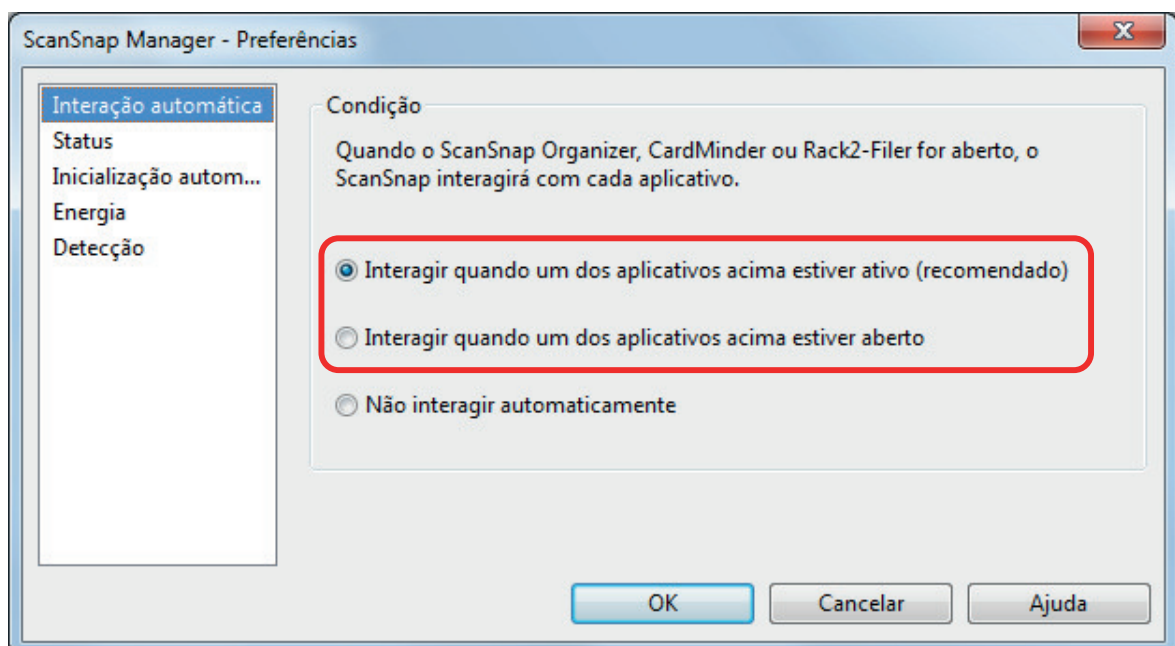 ScanSnap Manager - Preferências
Interação automática
Status
Inicialização autom...
Energia
Detecção
Condição
Quando o ScanSnap Organizer, CardMinder ou Rack2-Filer for aberto, o
ScanSnap interagirá com cada aplicativo.
Interagir quando um dos aplicativos acima estiver ativo (recomendado)
Interagir quando um dos aplicativos acima estiver aberto
Não interagir automaticamente
OK
Cancelar
Ajuda